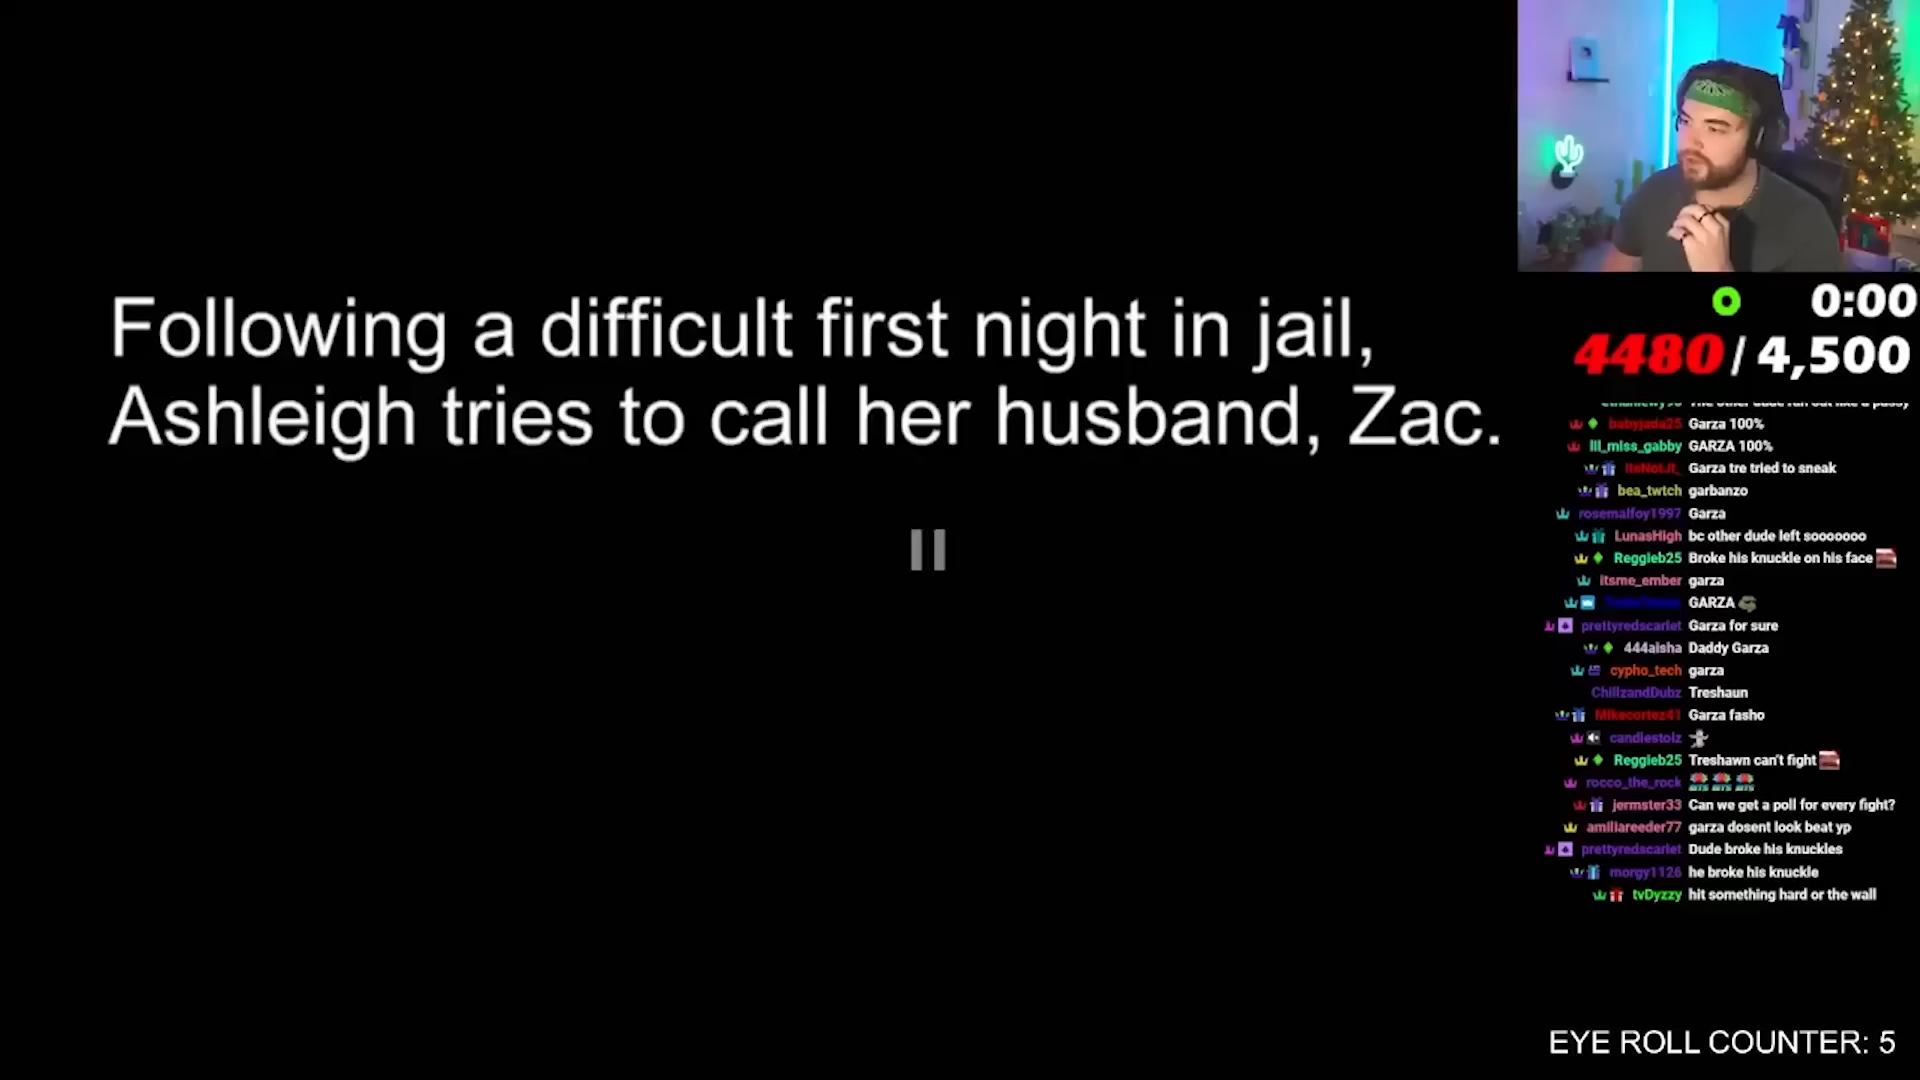 Following a difficult first night in jail,
Ashleigh tries to call her husband, Zac.
0:00
4480 / 4,500
babyjada25 Garza 100%
lll_miss_gabby GARZA 100%
Garza tre tried to sneak
bea_twtch garbanzo
rosemalfoy1997 Garza
LunasHigh bc other dude left sooooooo
Reggieb25 Broke his knuckle on his face
itsme_ember garza
GARZA
prettyredscarlet Garza for sure
444aisha Daddy Garza
cypho_tech garza
ChillzandDubz Treshaun
Mikecortez41 Garza fasho
candlestolz
Reggieb25 Treshawn can't fight
rocco_the_rock
jermster33 Can we get a poll for every fight?
amiliareeder77 garza dosent look beat yp
prettyredscarlet Dude broke his knuckles
morgy1126 he broke his knuckle
tvDyzzy hit something hard or the wall
EYE ROLL COUNTER: 5